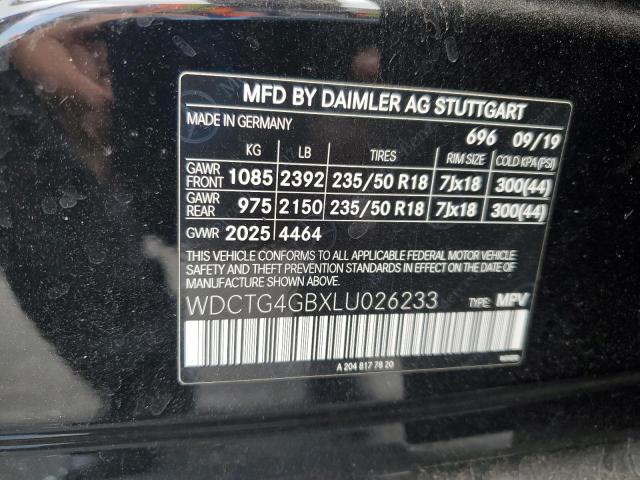 MFD BY DAIMLER AG STUTTGART
MADE IN GERMANY
696 09/19
KG LB TIRES RIM SIZE COLD KPA(PSI)
GAWR FRONT 1085 2392 235/50 R18 7Jx18 300(44)
GAWR REAR 975 2150 235/50 R18 7Jx18 300(44)
GVWR 2025 4464
THIS VEHICLE CONFORMS TO ALL APPLICABLE FEDERAL MOTOR VEHICLE
SAFETY AND THEFT PREVENTION STANDARDS IN EFFECT ON THE DATE
OF MANUFACTURE SHOWN ABOVE.
WDCTG4GBXLU026233 TYPE: MPV
A 204 817 78 20